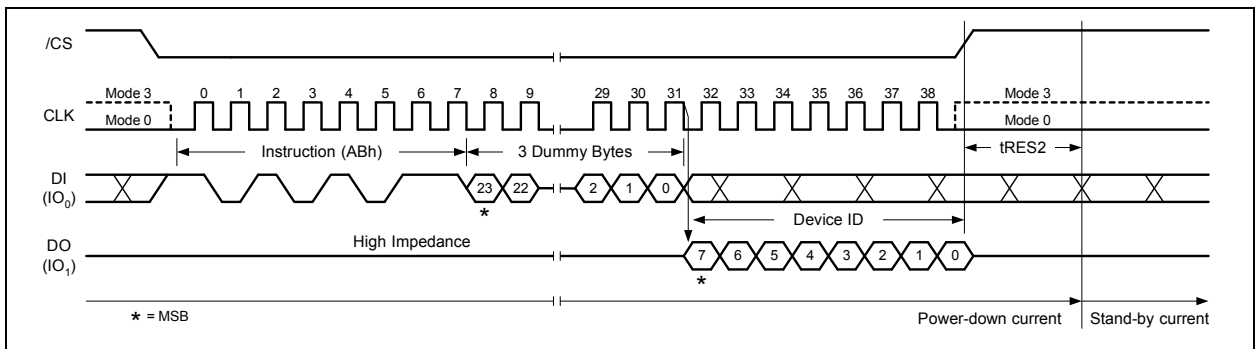 /CS
Mode 3 0 1 2 3 4 5 6 7 8 9 29 30 31 32 33 34 35 36 37 38 Mode 3
CLK
Mode 0 Mode 0
Instruction (ABh) 3 Dummy Bytes tRES2
DI
(IO0)
23 22 2 1 0
*
Device ID
High Impedance
DO
(IO1)
7 6 5 4 3 2 1 0
*
* = MSB
Power-down current Stand-by current